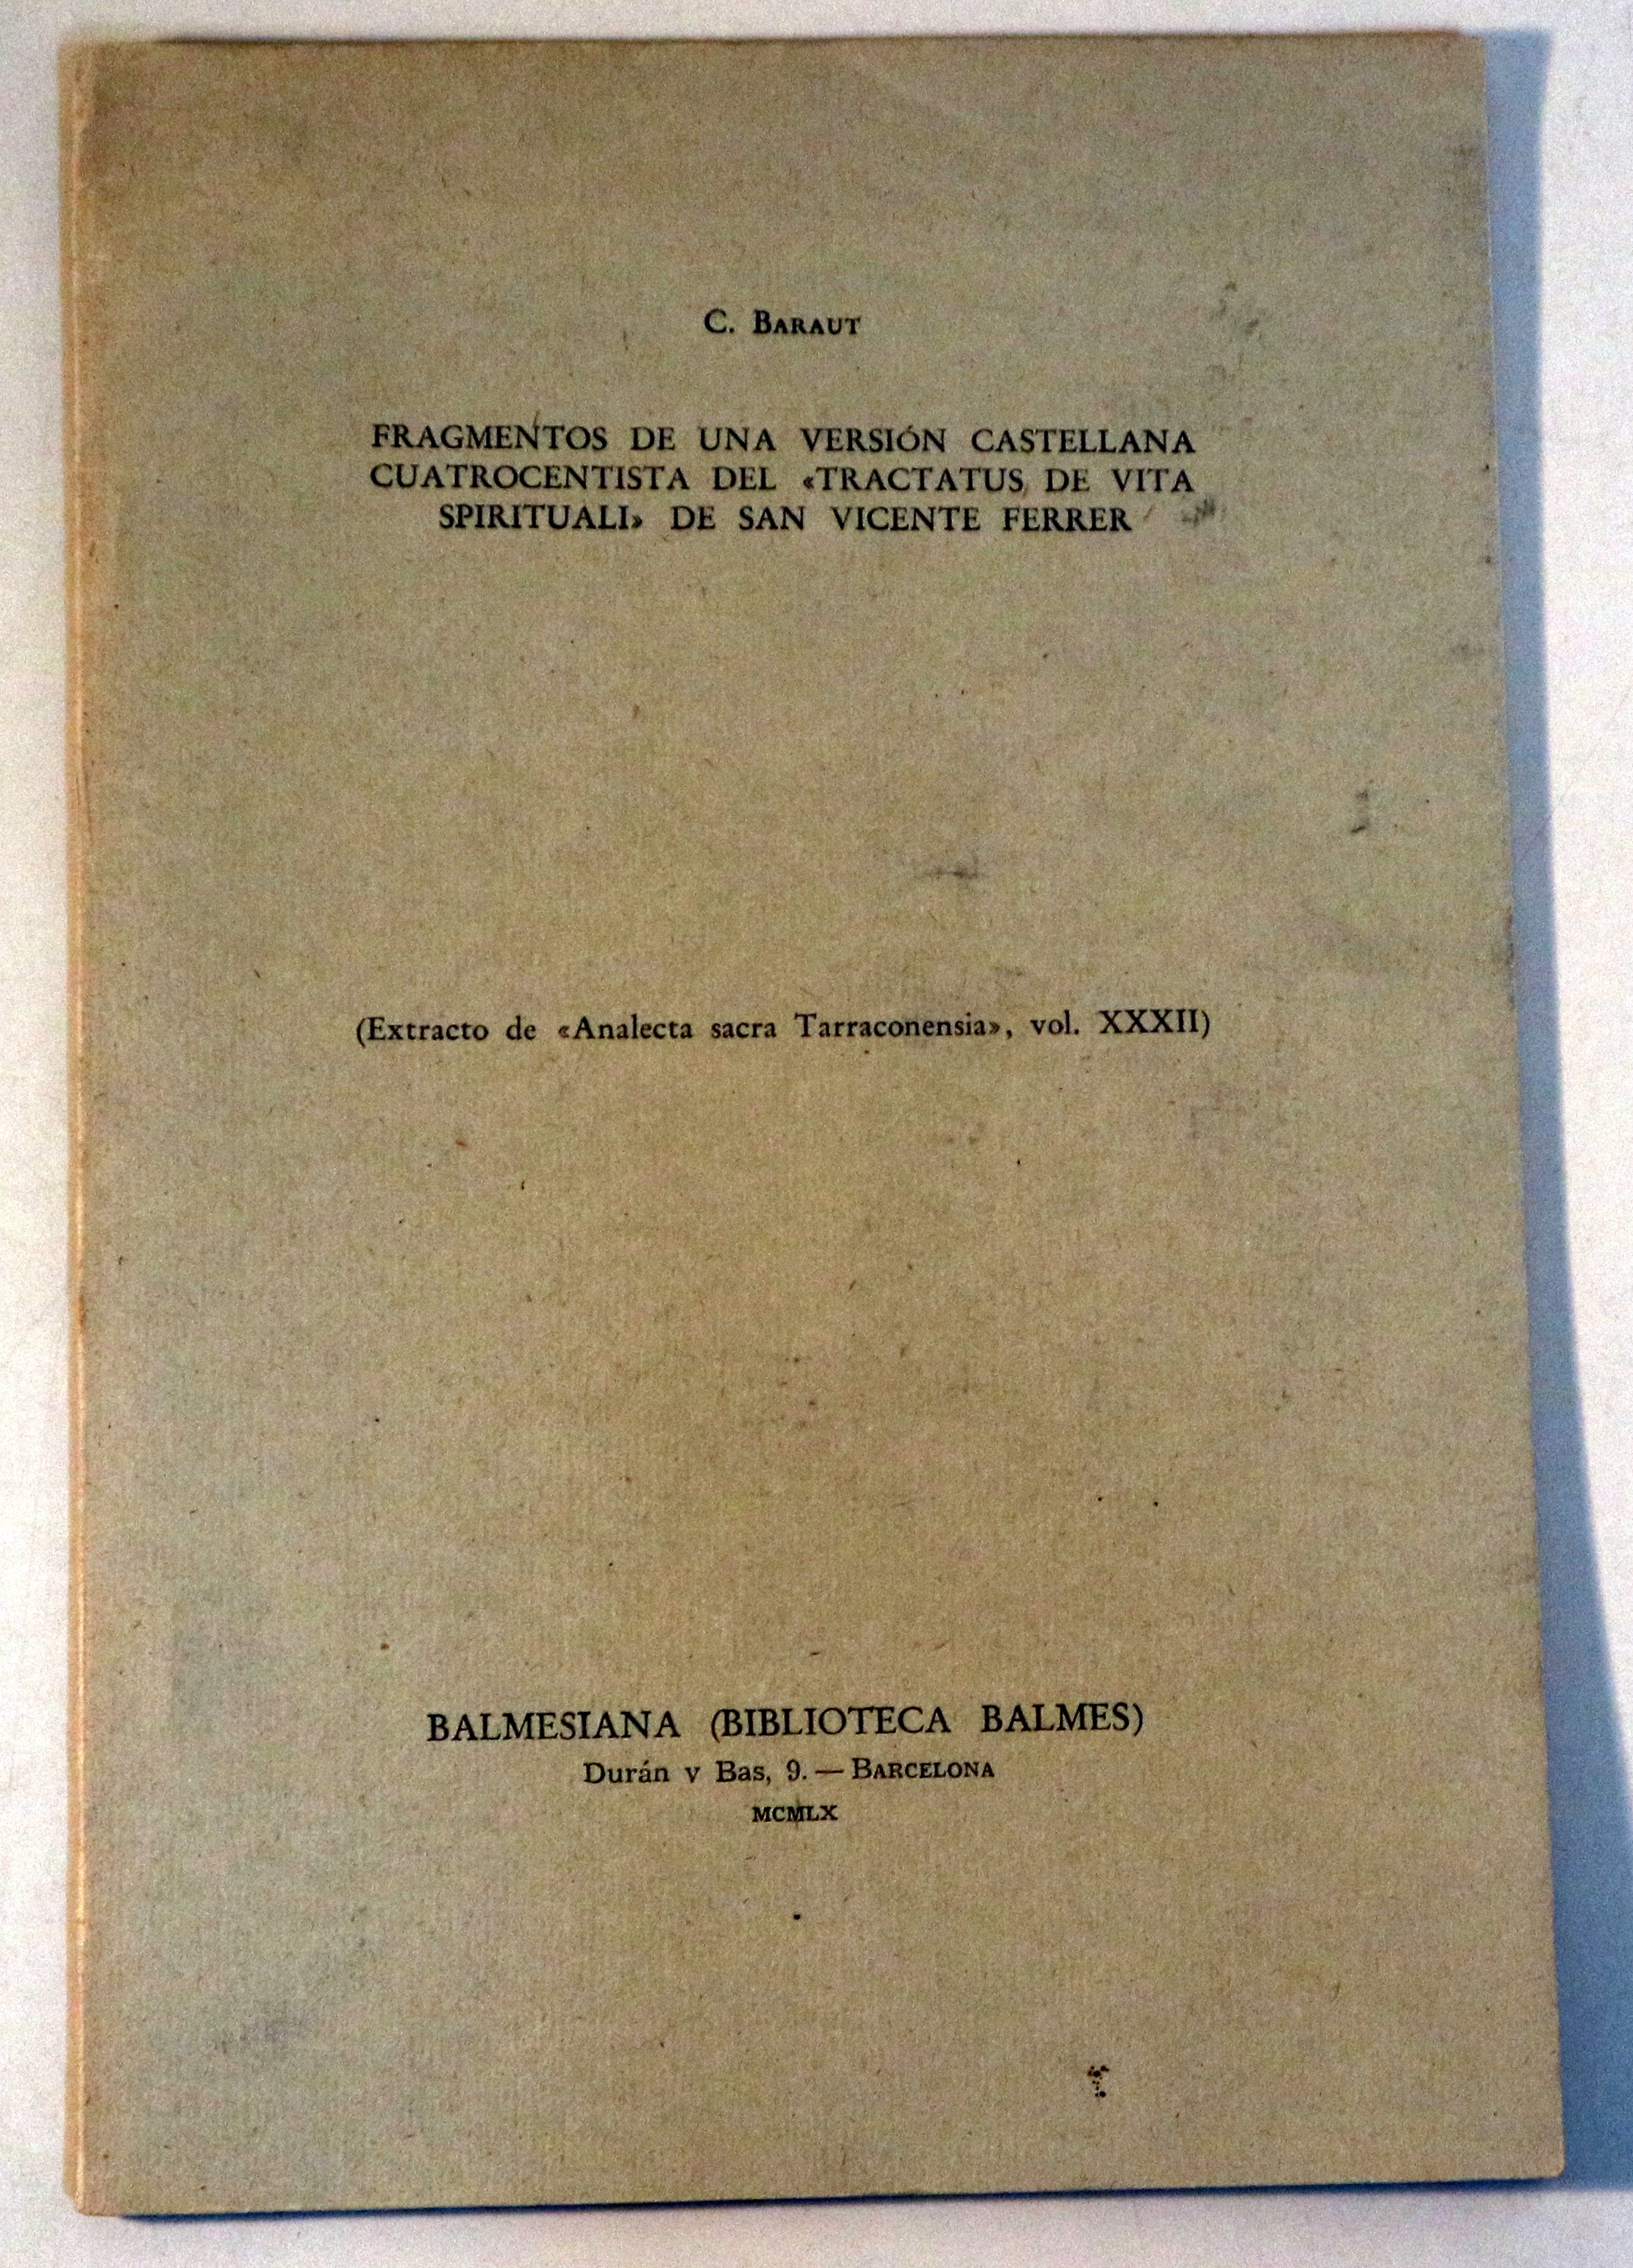 C. BARAUT
FRAGMENTOS DE UNA VERSIÓN CASTELLANA
CUATROCENTISTA DEL «TRACTATUS DE VITA
SPIRITUALI» DE SAN VICENTE FERRER
(Extracto de «Analecta sacra Tarraconensia», vol. XXXII)
BALMESIANA (BIBLIOTECA BALMES)
Durán y Bas, 9. — BARCELONA
MCMLX